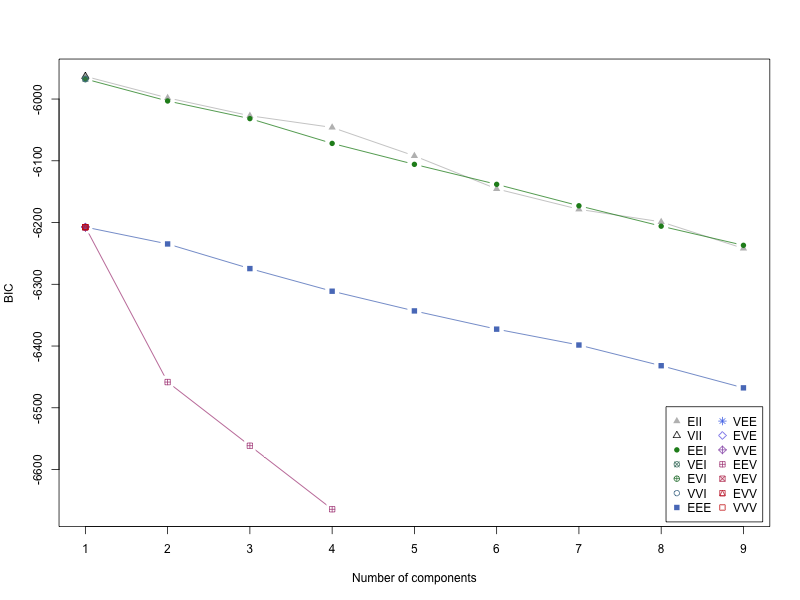 BIC
-6000
-6100
-6200
-6300
-6400
-6500
-6600
1 2 3 4 5 6 7 8 9
Number of components
EII VEE
VII EVE
EEI VVE
VEI EEV
EVI VEV
VVI EVV
EEE VVV